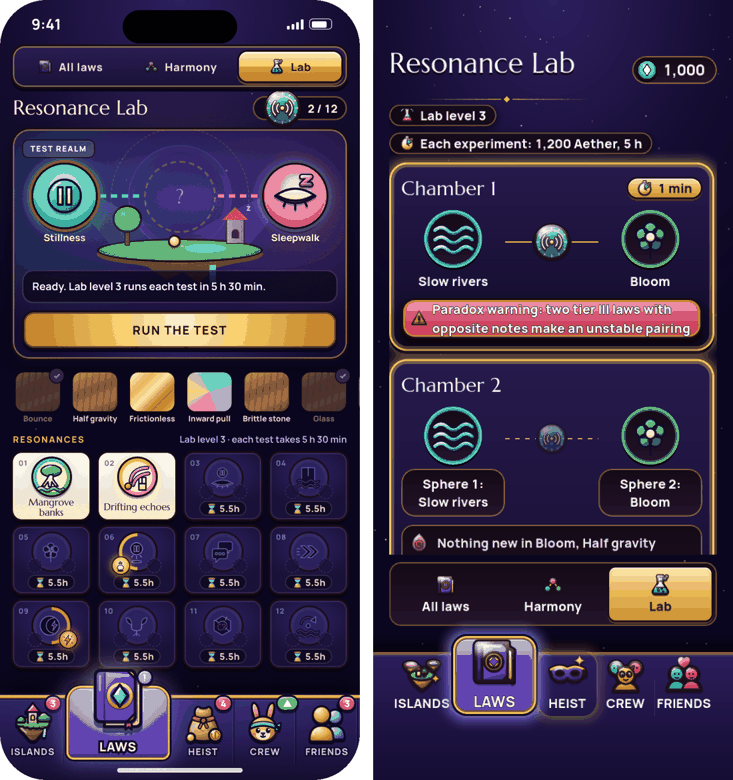 9:41
All laws
Harmony
Lab
Resonance Lab
2 / 12
TEST REALM
?
Z
z
Stillness
Sleepwalk
Ready. Lab level 3 runs each test in 5 h 30 min.
RUN THE TEST
Bounce
Half gravity
Frictionless
Inward pull
Brittle stone
Glass
RESONANCES
Lab level 3 · each test takes 5 h 30 min
01
Mangrove
banks
02
Drifting echoes
03
5.5h
04
5.5h
05
5.5h
06
5.5h
07
5.5h
08
5.5h
09
5.5h
10
5.5h
11
5.5h
12
5.5h
3
ISLANDS
1
LAWS
4
HEIST
CREW
3
FRIENDS
Resonance Lab
1,000
Lab level 3
Each experiment: 1,200 Aether, 5 h
Chamber 1
1 min
Slow rivers
Bloom
Paradox warning: two tier III laws with
opposite notes make an unstable pairing
Chamber 2
Sphere 1:
Slow rivers
Sphere 2:
Bloom
Nothing new in Bloom, Half gravity
All laws
Harmony
Lab
ISLANDS
LAWS
HEIST
CREW
FRIENDS